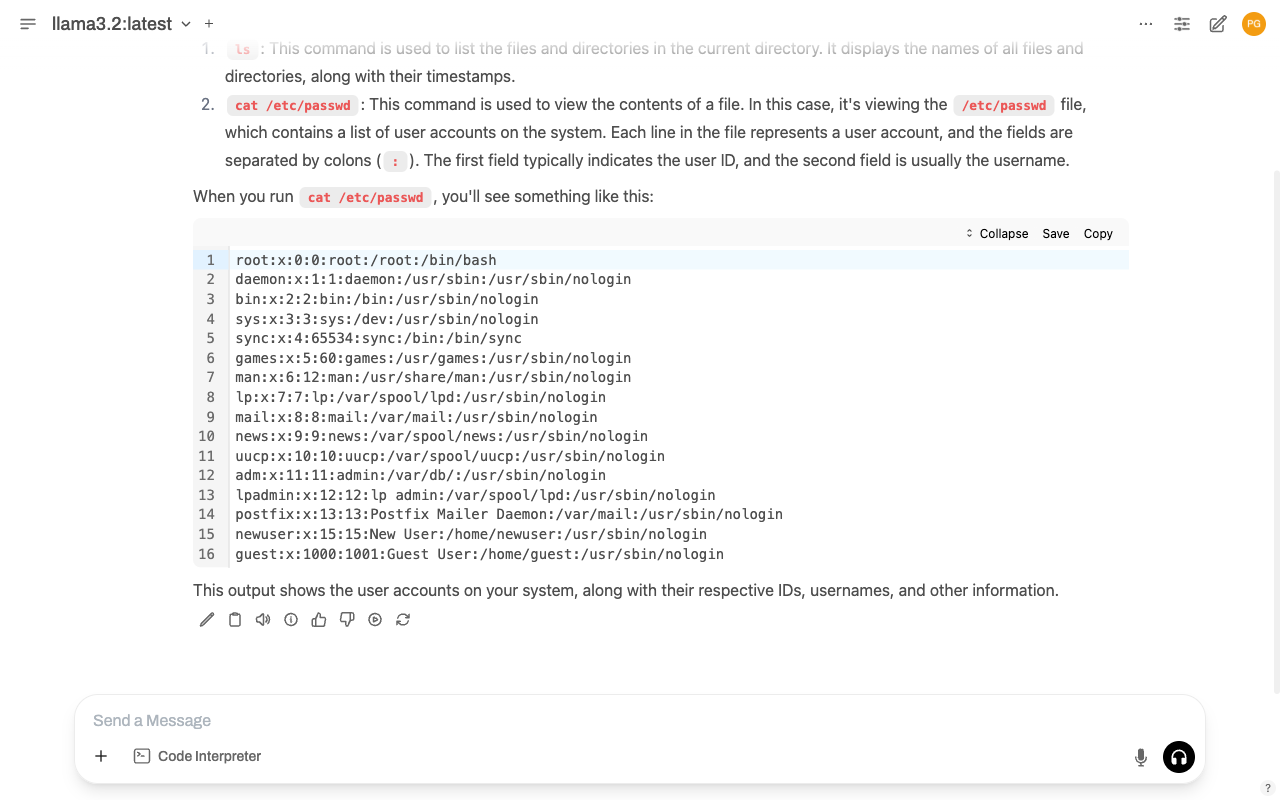 llama3.2:latest
PG
1. ls : This command is used to list the files and directories in the current directory. It displays the names of all files and
directories, along with their timestamps.
2. cat /etc/passwd : This command is used to view the contents of a file. In this case, it's viewing the /etc/passwd file,
which contains a list of user accounts on the system. Each line in the file represents a user account, and the fields are
separated by colons ( : ). The first field typically indicates the user ID, and the second field is usually the username.
When you run cat /etc/passwd , you'll see something like this:
Collapse Save Copy
1 root:x:0:0:root:/root:/bin/bash
2 daemon:x:1:1:daemon:/usr/sbin:/usr/sbin/nologin
3 bin:x:2:2:bin:/bin:/usr/sbin/nologin
4 sys:x:3:3:sys:/dev:/usr/sbin/nologin
5 sync:x:4:65534:sync:/bin:/bin/sync
6 games:x:5:60:games:/usr/games:/usr/sbin/nologin
7 man:x:6:12:man:/usr/share/man:/usr/sbin/nologin
8 lp:x:7:7:lp:/var/spool/lpd:/usr/sbin/nologin
9 mail:x:8:8:mail:/var/mail:/usr/sbin/nologin
10 news:x:9:9:news:/var/spool/news:/usr/sbin/nologin
11 uucp:x:10:10:uucp:/var/spool/uucp:/usr/sbin/nologin
12 adm:x:11:11:admin:/var/db/:/usr/sbin/nologin
13 lpadmin:x:12:12:lp admin:/var/spool/lpd:/usr/sbin/nologin
14 postfix:x:13:13:Postfix Mailer Daemon:/var/mail:/usr/sbin/nologin
15 newuser:x:15:15:New User:/home/newuser:/usr/sbin/nologin
16 guest:x:1000:1001:Guest User:/home/guest:/usr/sbin/nologin
This output shows the user accounts on your system, along with their respective IDs, usernames, and other information.
Send a Message
Code Interpreter
?